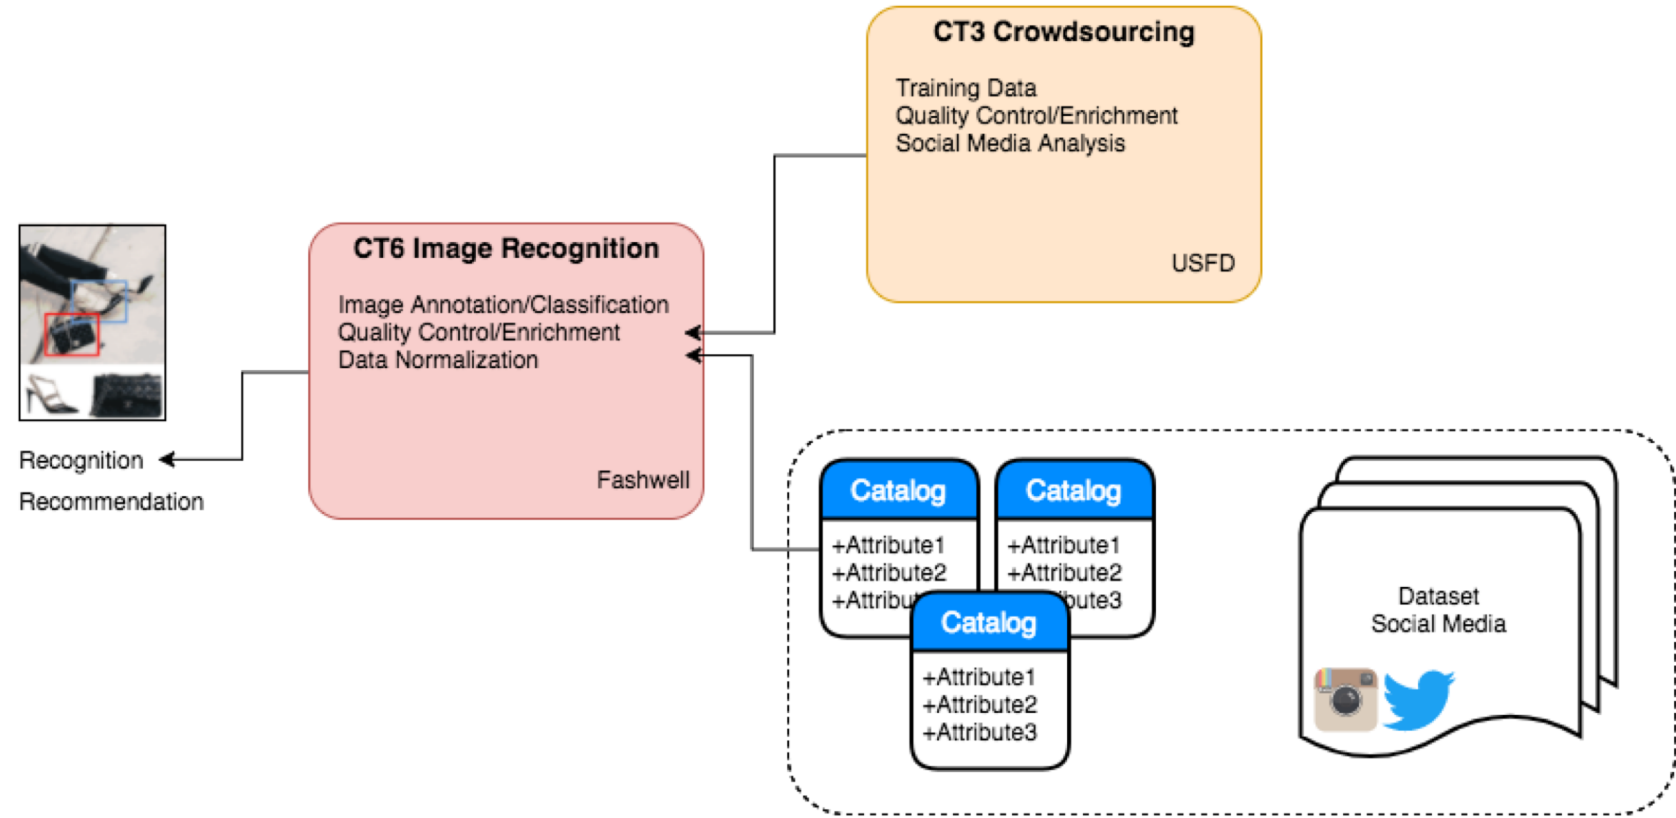 CT3 Crowdsourcing
Training Data
Quality Control/Enrichment
Social Media Analysis
USFD
CT6 Image Recognition
Image Annotation/Classification
Quality Control/Enrichment
Data Normalization
Fashwell
Recognition
Recommendation
Catalog
+Attribute1
+Attribute2
Catalog
+Attribute1
+Attribute2
Catalog
+Attribute1
+Attribute2
+Attribute3
Dataset
Social Media